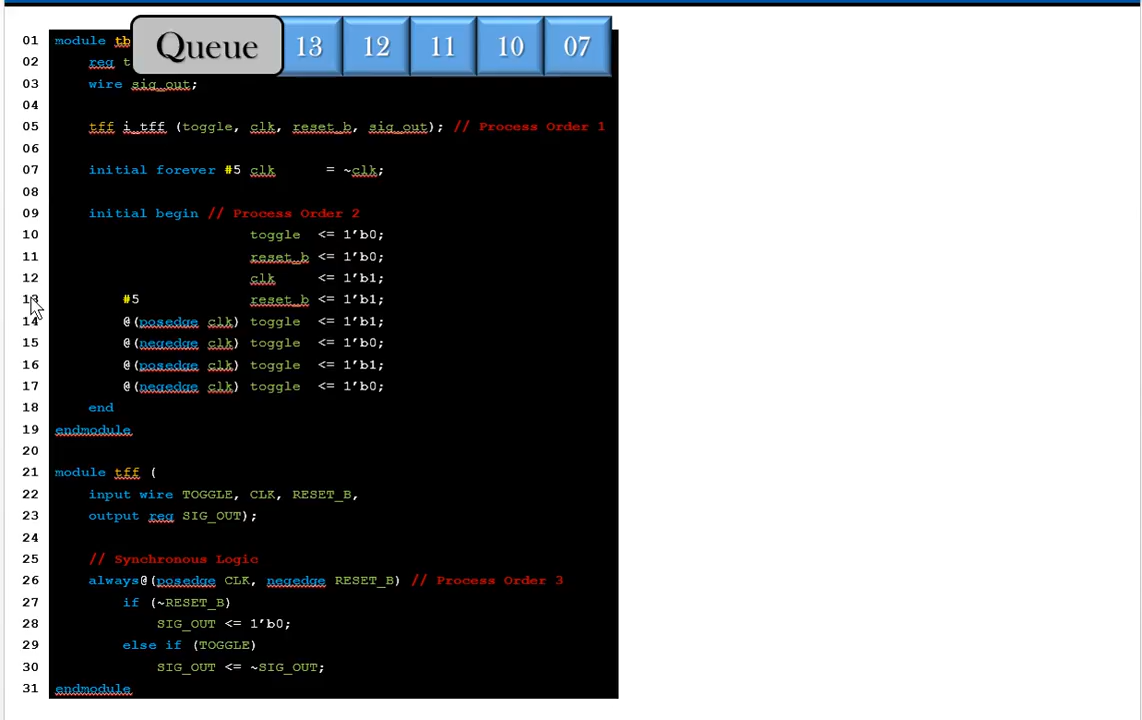 Queue 13 12 11 10 07
01 module tb
02 reg t
03 wire sig_out;
04
05 tff i_tff (toggle, clk, reset_b, sig_out); // Process Order 1
06
07 initial forever #5 clk = ~clk;
08
09 initial begin // Process Order 2
10 toggle <= 1'b0;
11 reset_b <= 1'b0;
12 clk <= 1'b1;
13 #5 reset_b <= 1'b1;
14 @(posedge clk) toggle <= 1'b1;
15 @(negedge clk) toggle <= 1'b0;
16 @(posedge clk) toggle <= 1'b1;
17 @(negedge clk) toggle <= 1'b0;
18 end
19 endmodule
20
21 module tff (
22 input wire TOGGLE, CLK, RESET_B,
23 output reg SIG_OUT);
24
25 // Synchronous Logic
26 always@(posedge CLK, negedge RESET_B) // Process Order 3
27 if (~RESET_B)
28 SIG_OUT <= 1'b0;
29 else if (TOGGLE)
30 SIG_OUT <= ~SIG_OUT;
31 endmodule